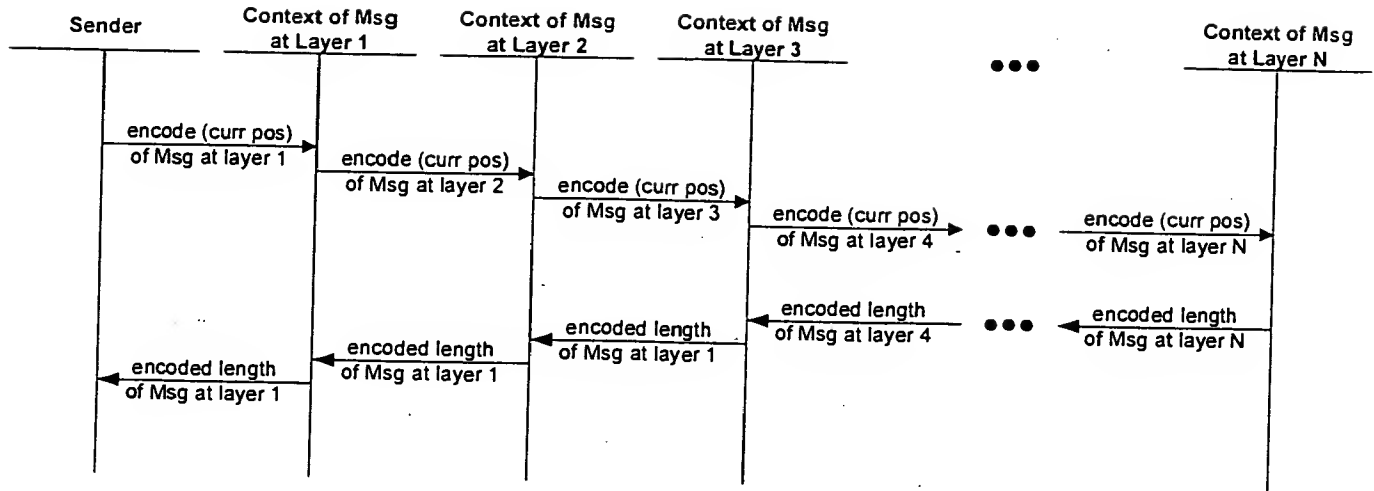 Sender
Context of Msg
at Layer 1
Context of Msg
at Layer 2
Context of Msg
at Layer 3
Context of Msg
at Layer N
encode (curr pos)
of Msg at layer 1
encode (curr pos)
of Msg at layer 2
encode (curr pos)
of Msg at layer 3
encode (curr pos)
of Msg at layer 4
encode (curr pos)
of Msg at layer N
encoded length
of Msg at layer N
encoded length
of Msg at layer 4
encoded length
of Msg at layer 1
encoded length
of Msg at layer 1
encoded length
of Msg at layer 1